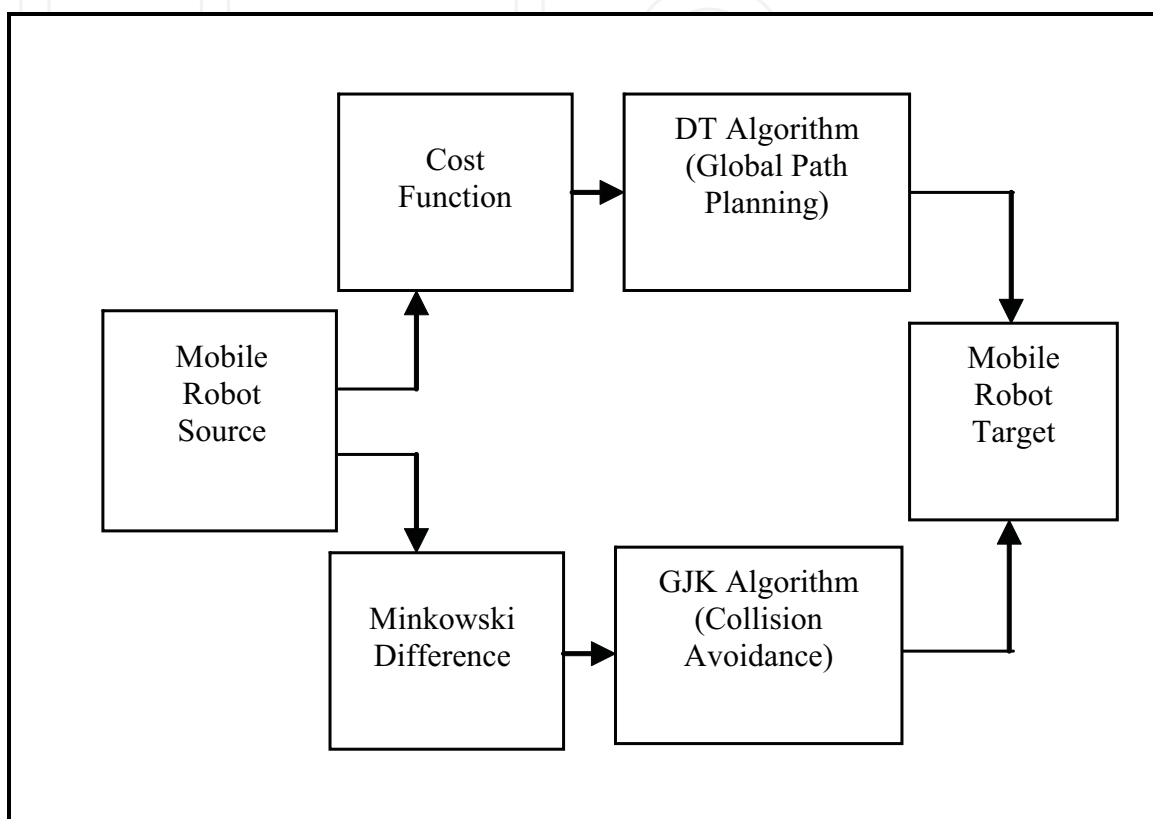 Cost
Function
DT Algorithm
(Global Path
Planning)
Mobile
Robot
Source
Mobile
Robot
Target
Minkowski
Difference
GJK Algorithm
(Collision
Avoidance)